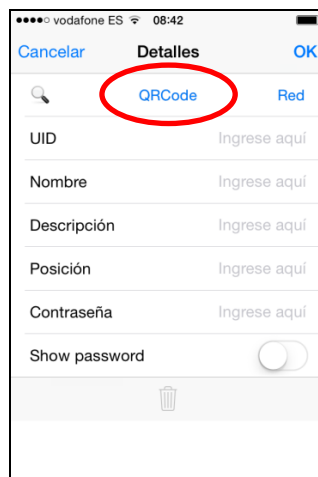 vodafone ES 08:42
Cancelar Detalles OK
QRCode Red
UID Ingrese aquí
Nombre Ingrese aquí
Descripción Ingrese aquí
Posición Ingrese aquí
Contraseña Ingrese aquí
Show password